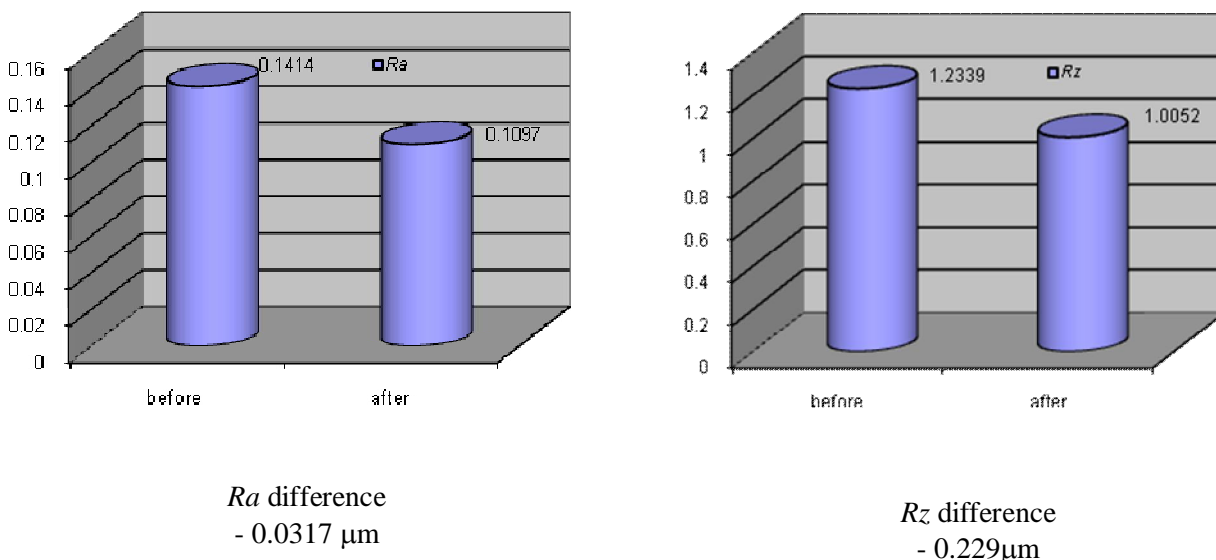 0.16
0.14
0.12
0.1
0.08
0.06
0.04
0.02
0
0.1414
Ra
0.1097
before
after
Ra difference
- 0.0317 µm
1.4
1.2
1
0.8
0.6
0.4
0.2
0
1.2339
Rz
1.0052
before
after
Rz difference
- 0.229µm